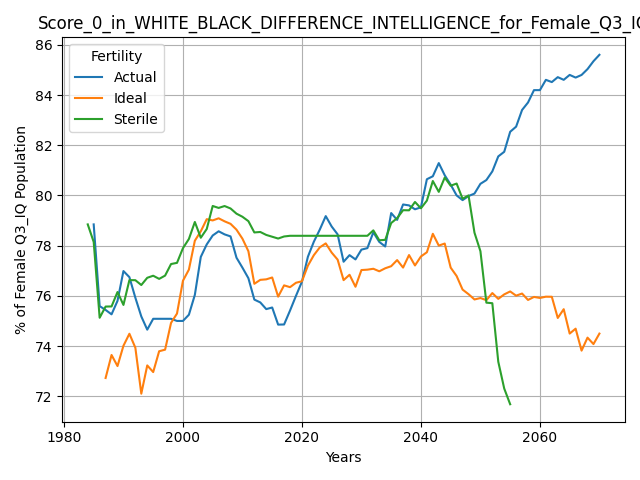 Score_0_in_WHITE_BLACK_DIFFERENCE_INTELLIGENCE_for_Female_Q3_IQ
86
84
82
80
78
76
74
72
% of Female Q3_IQ Population
Fertility
Actual
Ideal
Sterile
1980
2000
2020
2040
2060
Years